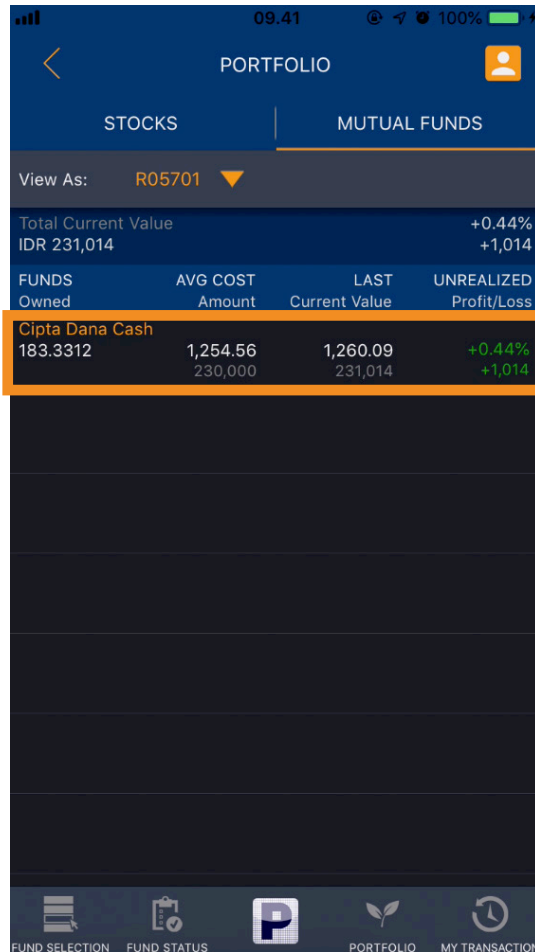 09.41 100%
PORTFOLIO
STOCKS MUTUAL FUNDS
View As: R05701
Total Current Value +0.44%
IDR 231,014 +1,014
FUNDS AVG COST LAST UNREALIZED
Owned Amount Current Value Profit/Loss
Cipta Dana Cash
183.3312 1,254.56 1,260.09 +0.44%
230,000 231,014 +1,014
P
FUND SELECTION FUND STATUS PORTFOLIO MY TRANSACTION